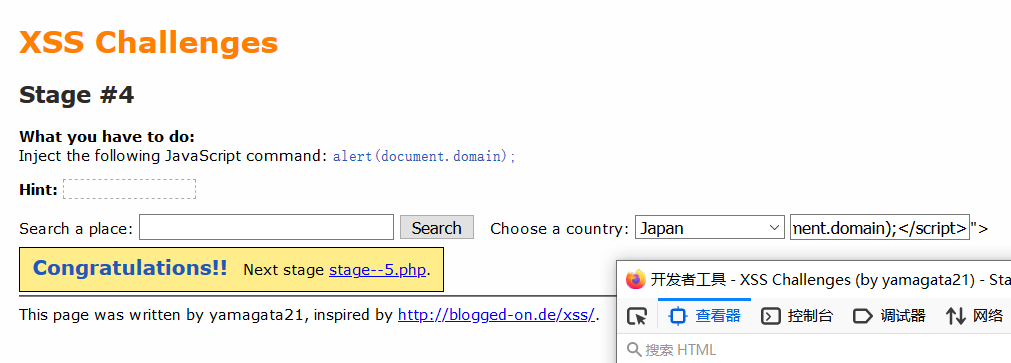 XSS Challenges
Stage #4
What you have to do:
Inject the following JavaScript command: alert(document.domain);
Hint:
Search a place: Search Choose a country: Japan ment.domain);</script>">
Congratulations!! Next stage stage--5.php.
This page was written by yamagata21, inspired by http://blogged-on.de/xss/.
开发者工具 - XSS Challenges (by yamagata21) - Sta
查看器 控制台 调试器 网络
搜索 HTML